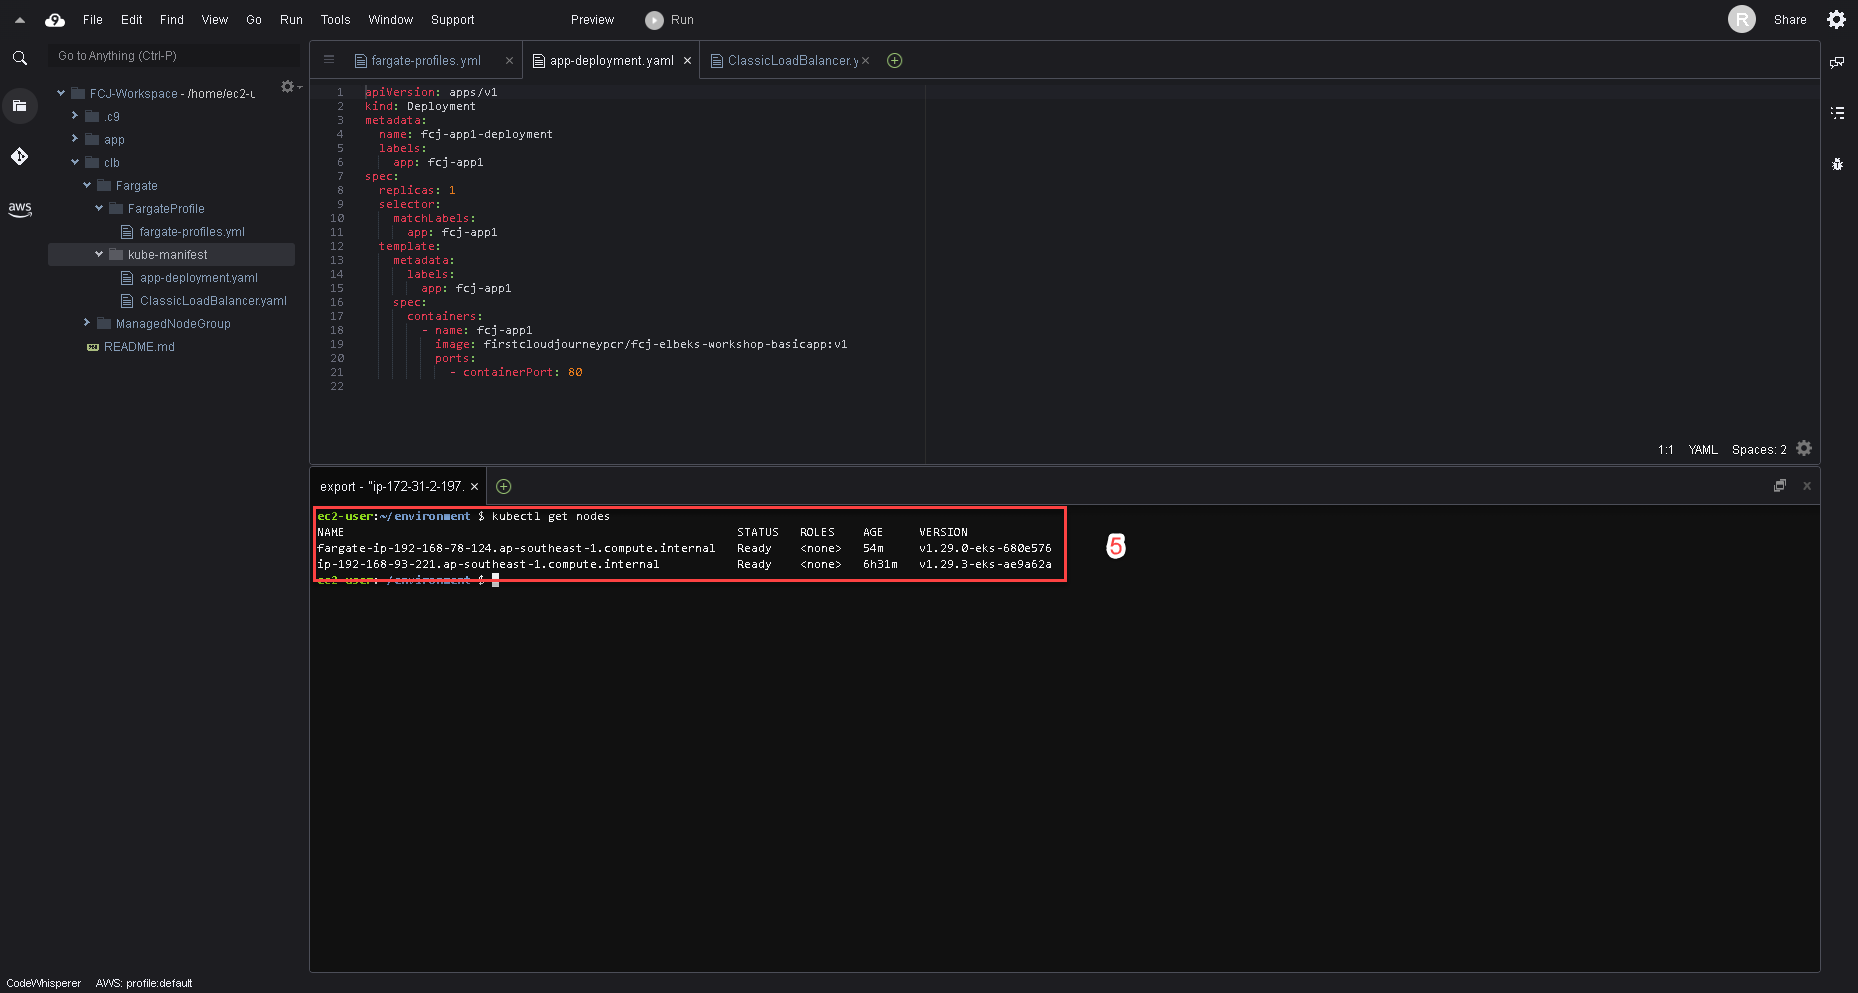 File Edit Find View Go Run Tools Window Support Preview Run R Share
Go to Anything (Ctrl-P)
fargate-profiles.yml
app-deployment.yaml
ClassicLoadBalancer.y
FCJ-Workspace - /home/ec2-u
.c9
app
clb
Fargate
FargateProfile
fargate-profiles.yml
kube-manifest
app-deployment.yaml
ClassicLoadBalancer.yaml
ManagedNodeGroup
README.md
aws
1 apiVersion: apps/v1
2 kind: Deployment
3 metadata:
4 name: fcj-app1-deployment
5 labels:
6 app: fcj-app1
7 spec:
8 replicas: 1
9 selector:
10 matchLabels:
11 app: fcj-app1
12 template:
13 metadata:
14 labels:
15 app: fcj-app1
16 spec:
17 containers:
18 - name: fcj-app1
19 image: firstcloudjourneypcr/fcj-elbeks-workshop-basicapp:v1
20 ports:
21 - containerPort: 80
22
1:1 YAML Spaces: 2
export - "ip-172-31-2-197.
ec2-user:~/environment $ kubectl get nodes
NAME STATUS ROLES AGE VERSION
fargate-ip-192-168-78-124.ap-southeast-1.compute.internal Ready <none> 54m v1.29.0-eks-680e576
ip-192-168-93-221.ap-southeast-1.compute.internal Ready <none> 6h31m v1.29.3-eks-ae9a62a
ec2-user:~/environment $
5
CodeWhisperer AWS: profile:default